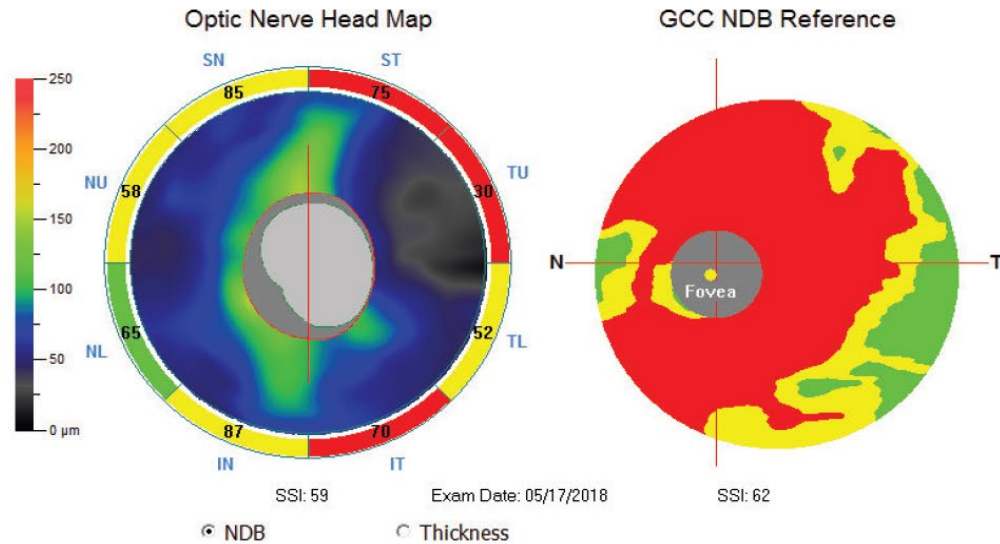 Optic Nerve Head Map
GCC NDB Reference
SN
ST
85
75
250
200
150
100
50
0 µm
NU
58
TU
30
N
T
Fovea
NL
65
TL
52
87
70
IN
IT
SSI: 59
Exam Date: 05/17/2018
SSI: 62
NDB
Thickness